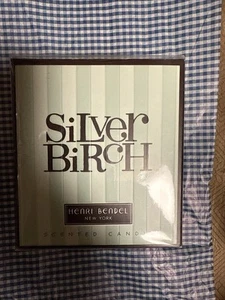 SiLVer
BiRCH
HENRI BENDEL
NEW YORK
SCENTED CANDLE